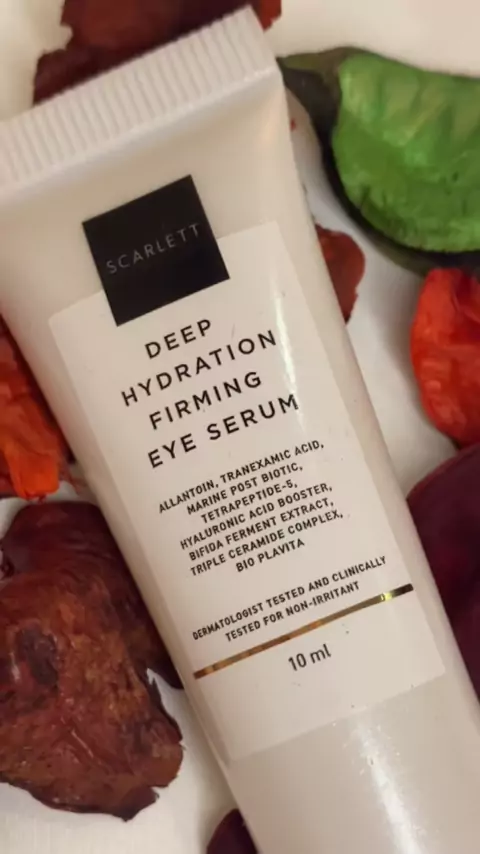 SCARLETT
DEEP
HYDRATION
FIRMING
EYE SERUM
ALLANTOIN, TRANEXAMIC ACID,
MARINE POST BIOTIC,
TETRAPEPTIDE-5,
HYALURONIC ACID BOOSTER,
BIFIDA FERMENT EXTRACT,
TRIPLE CERAMIDE COMPLEX,
BIO PLAVITA
DERMATOLOGIST TESTED AND CLINICALLY
TESTED FOR NON-IRRITANT
10 ml